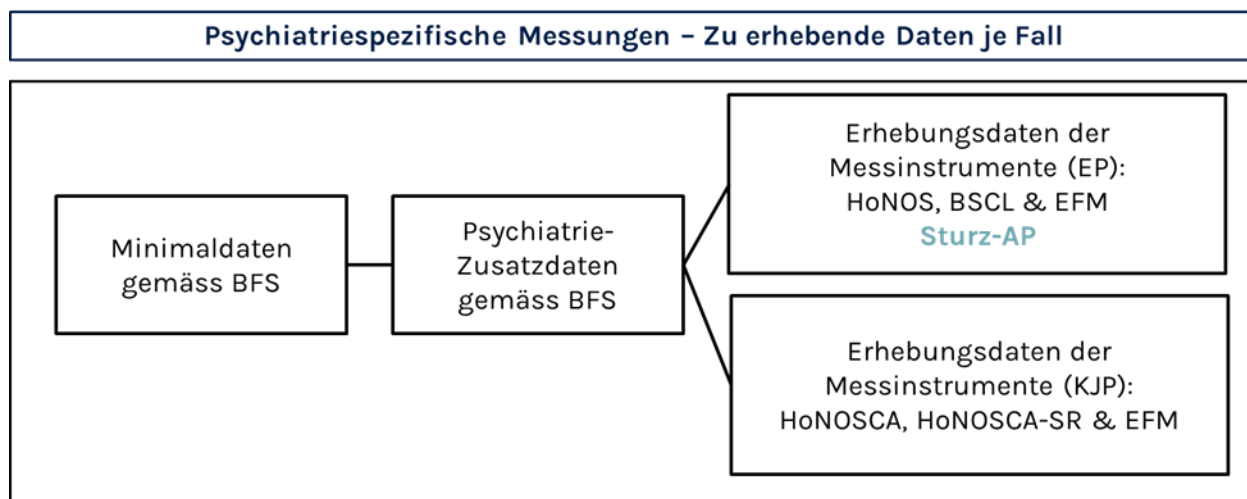 Psychiatriespezifische Messungen – Zu erhebende Daten je Fall
Minimaldaten
gemäss BFS
Psychiatrie-
Zusatzdaten
gemäss BFS
Erhebungsdaten der
Messinstrumente (EP):
HoNOS, BSCL & EFM
Sturz-AP
Erhebungsdaten der
Messinstrumente (KJP):
HoNOSCA, HoNOSCA-SR & EFM